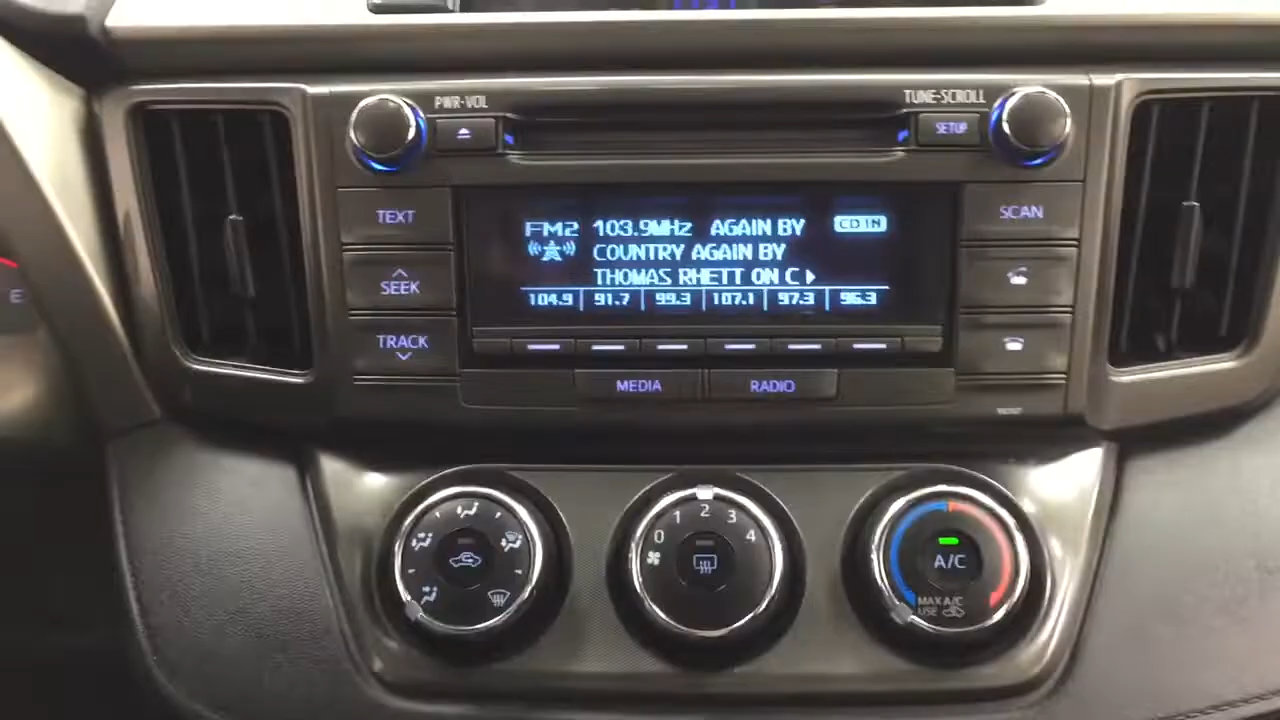 PWR·VOL
TUNE·SCROLL
SETUP
TEXT
SCAN
FM2 103.9MHz AGAIN BY CD IN
COUNTRY AGAIN BY
THOMAS RHETT ON C
104.9 91.7 99.3 107.1 97.3 96.3
SEEK
TRACK
MEDIA
RADIO
E
0 1 2 3 4
A/C
MAX A/C
USE